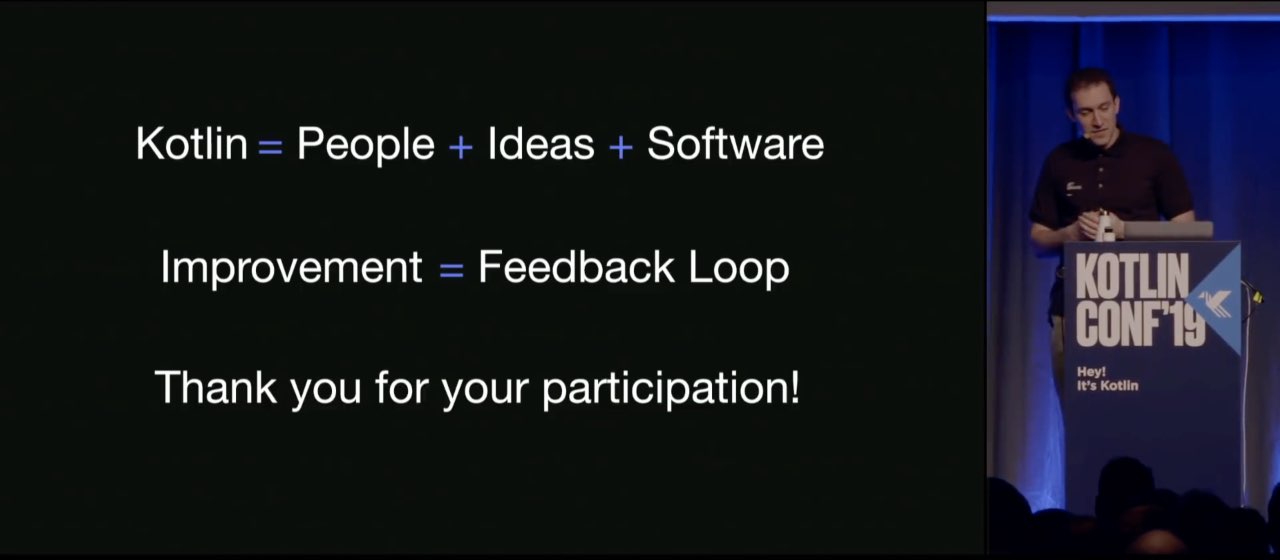 Kotlin = People + Ideas + Software
Improvement = Feedback Loop
Thank you for your participation!
KOTLIN
CONF'19
Hey!
It's Kotlin